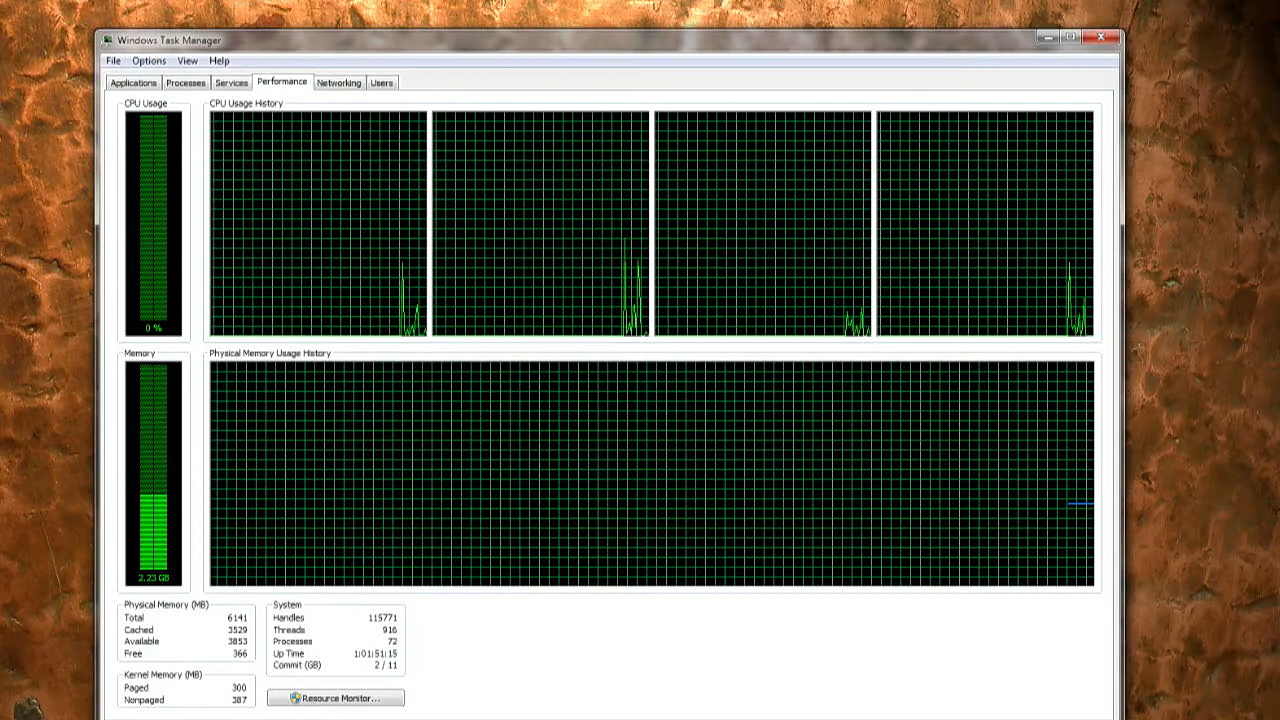 Windows Task Manager
File Options View Help
Applications Processes Services Performance Networking Users
CPU Usage
CPU Usage History
0 %
Memory
Physical Memory Usage History
2.23 GB
Physical Memory (MB)
Total 6141
Cached 3529
Available 3853
Free 366
System
Handles 115771
Threads 916
Processes 72
Up Time 1:01:51:15
Commit (GB) 2 / 11
Kernel Memory (MB)
Paged 300
Nonpaged 387
Resource Monitor...